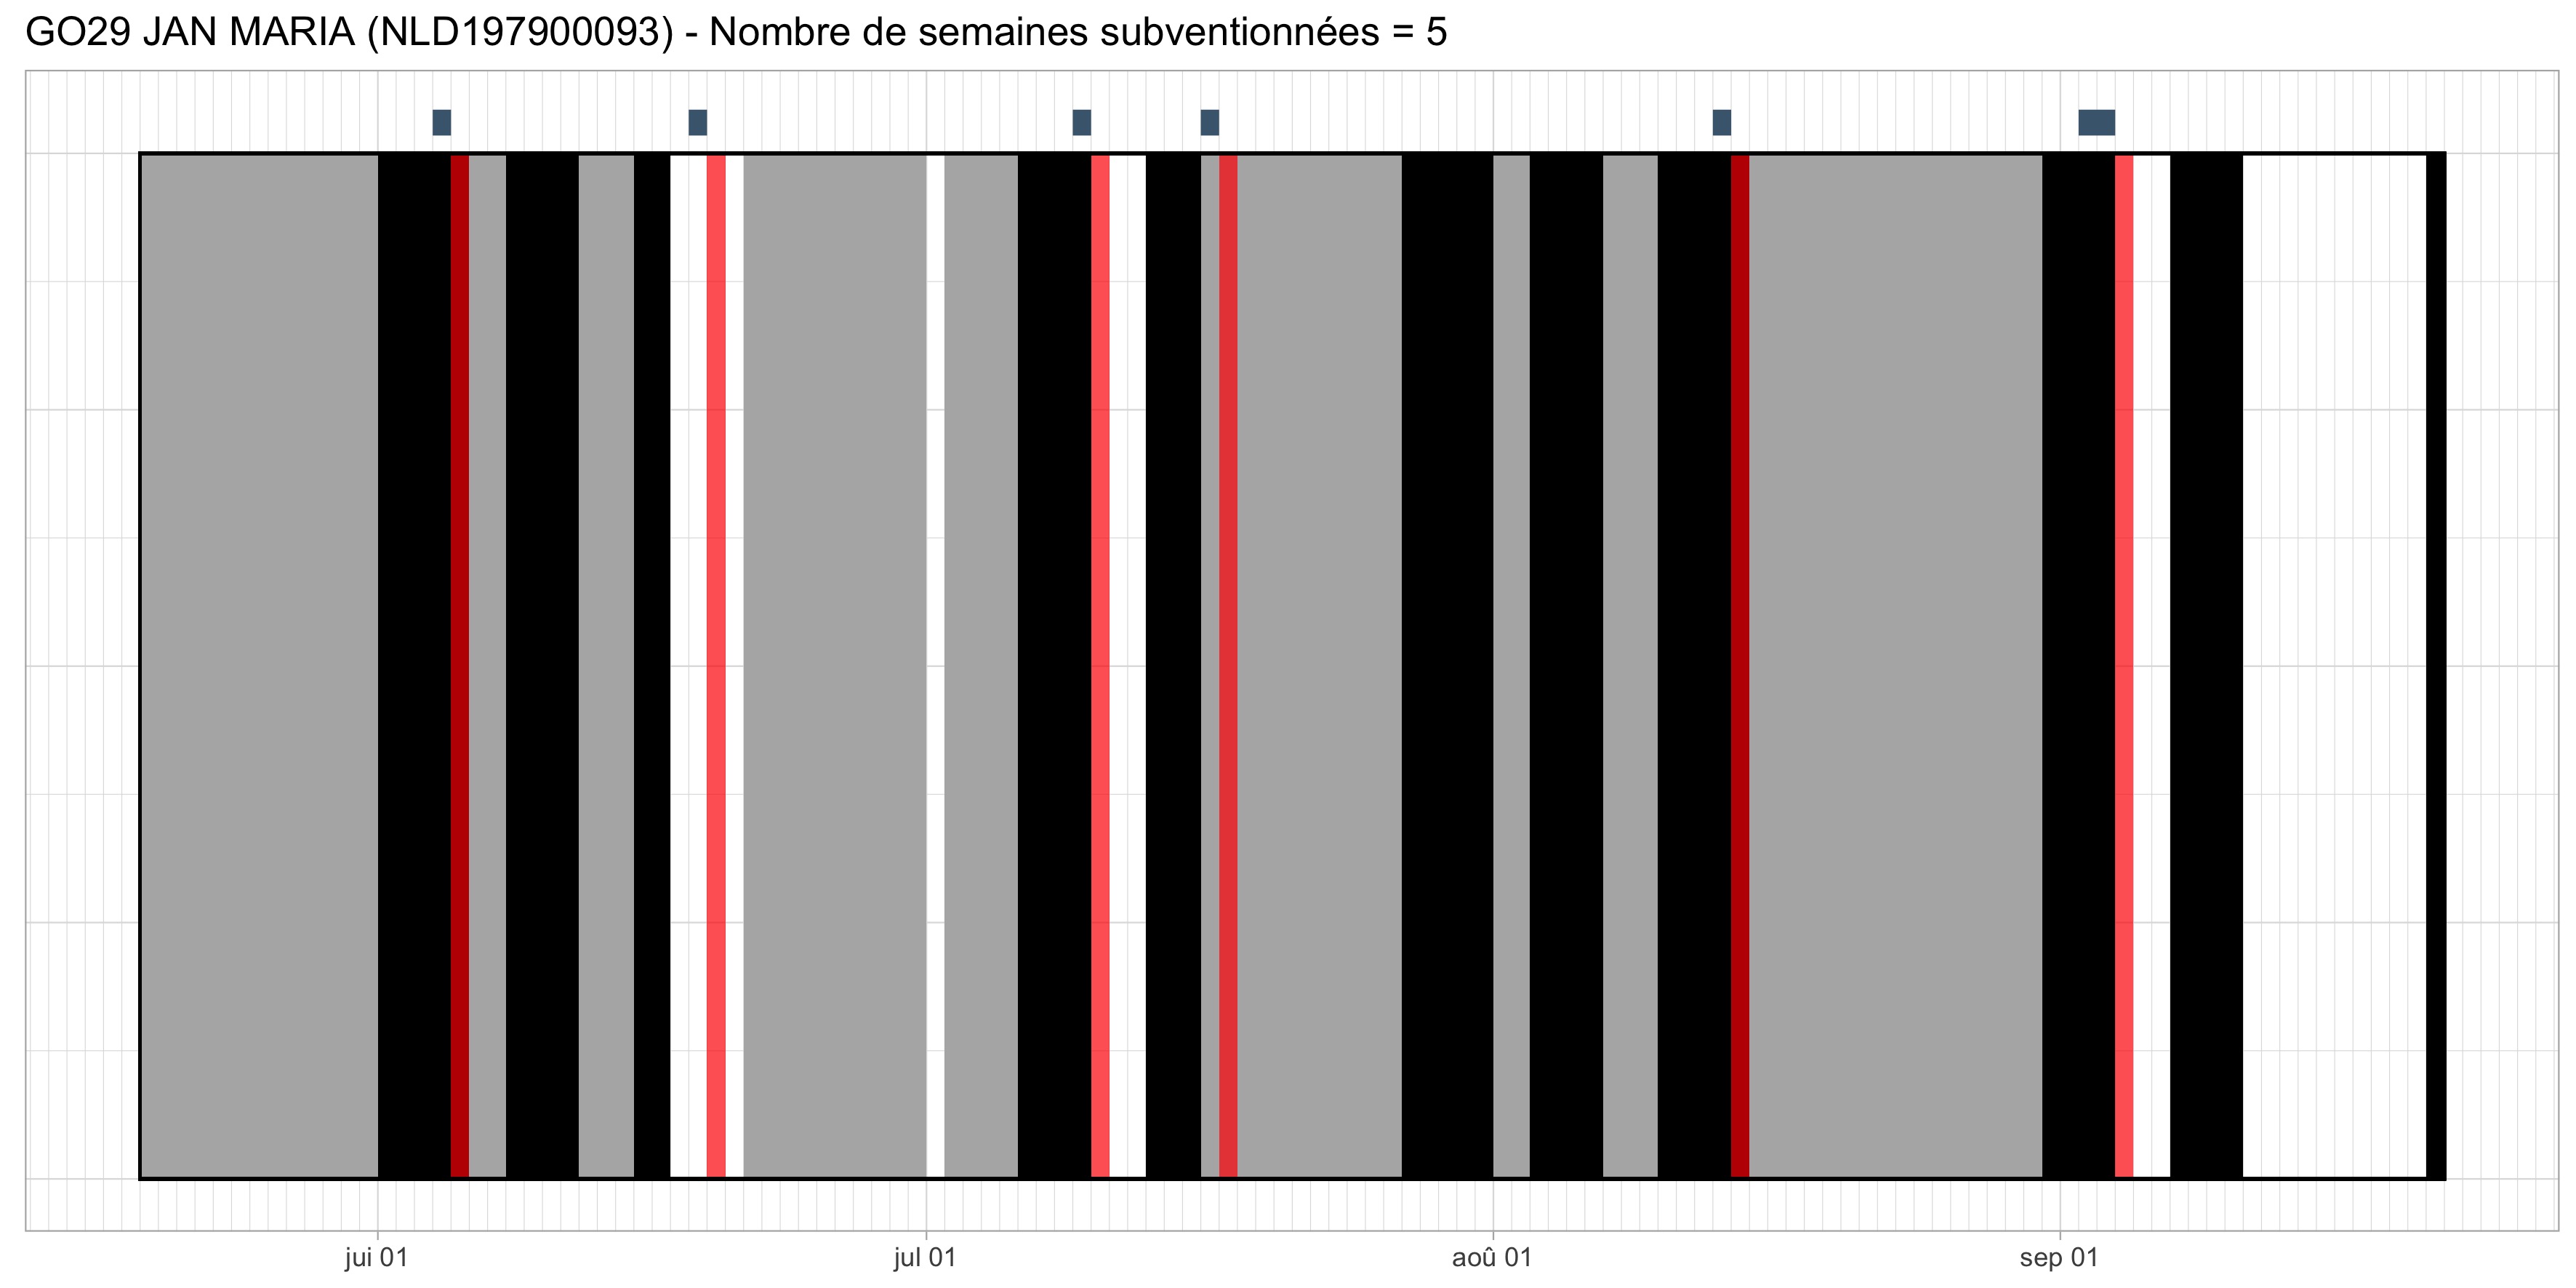 GO29 JAN MARIA (NLD197900093) - Nombre de semaines subventionnées = 5
jui 01
jul 01
aoû 01
sep 01